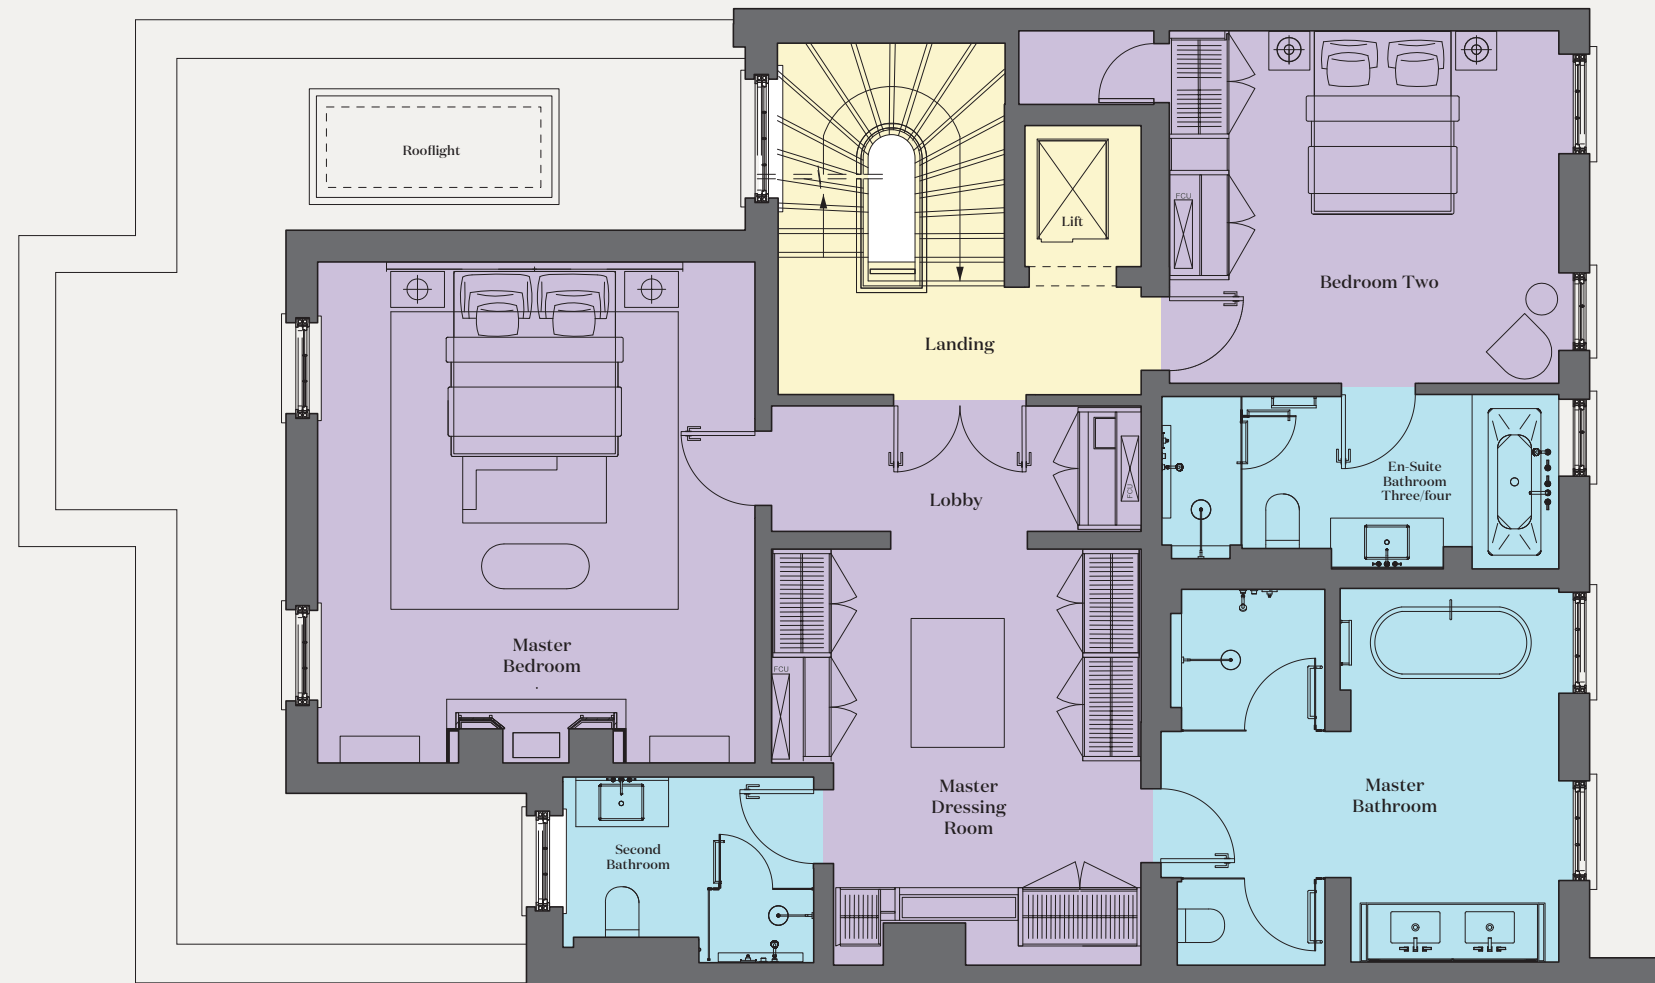 Rooflight
Lift
FCU
Bedroom Two
Landing
En-Suite
Bathroom
Three/four
FCU
Lobby
Master
Bedroom
FCU
Master
Dressing
Room
Master
Bathroom
Second
Bathroom